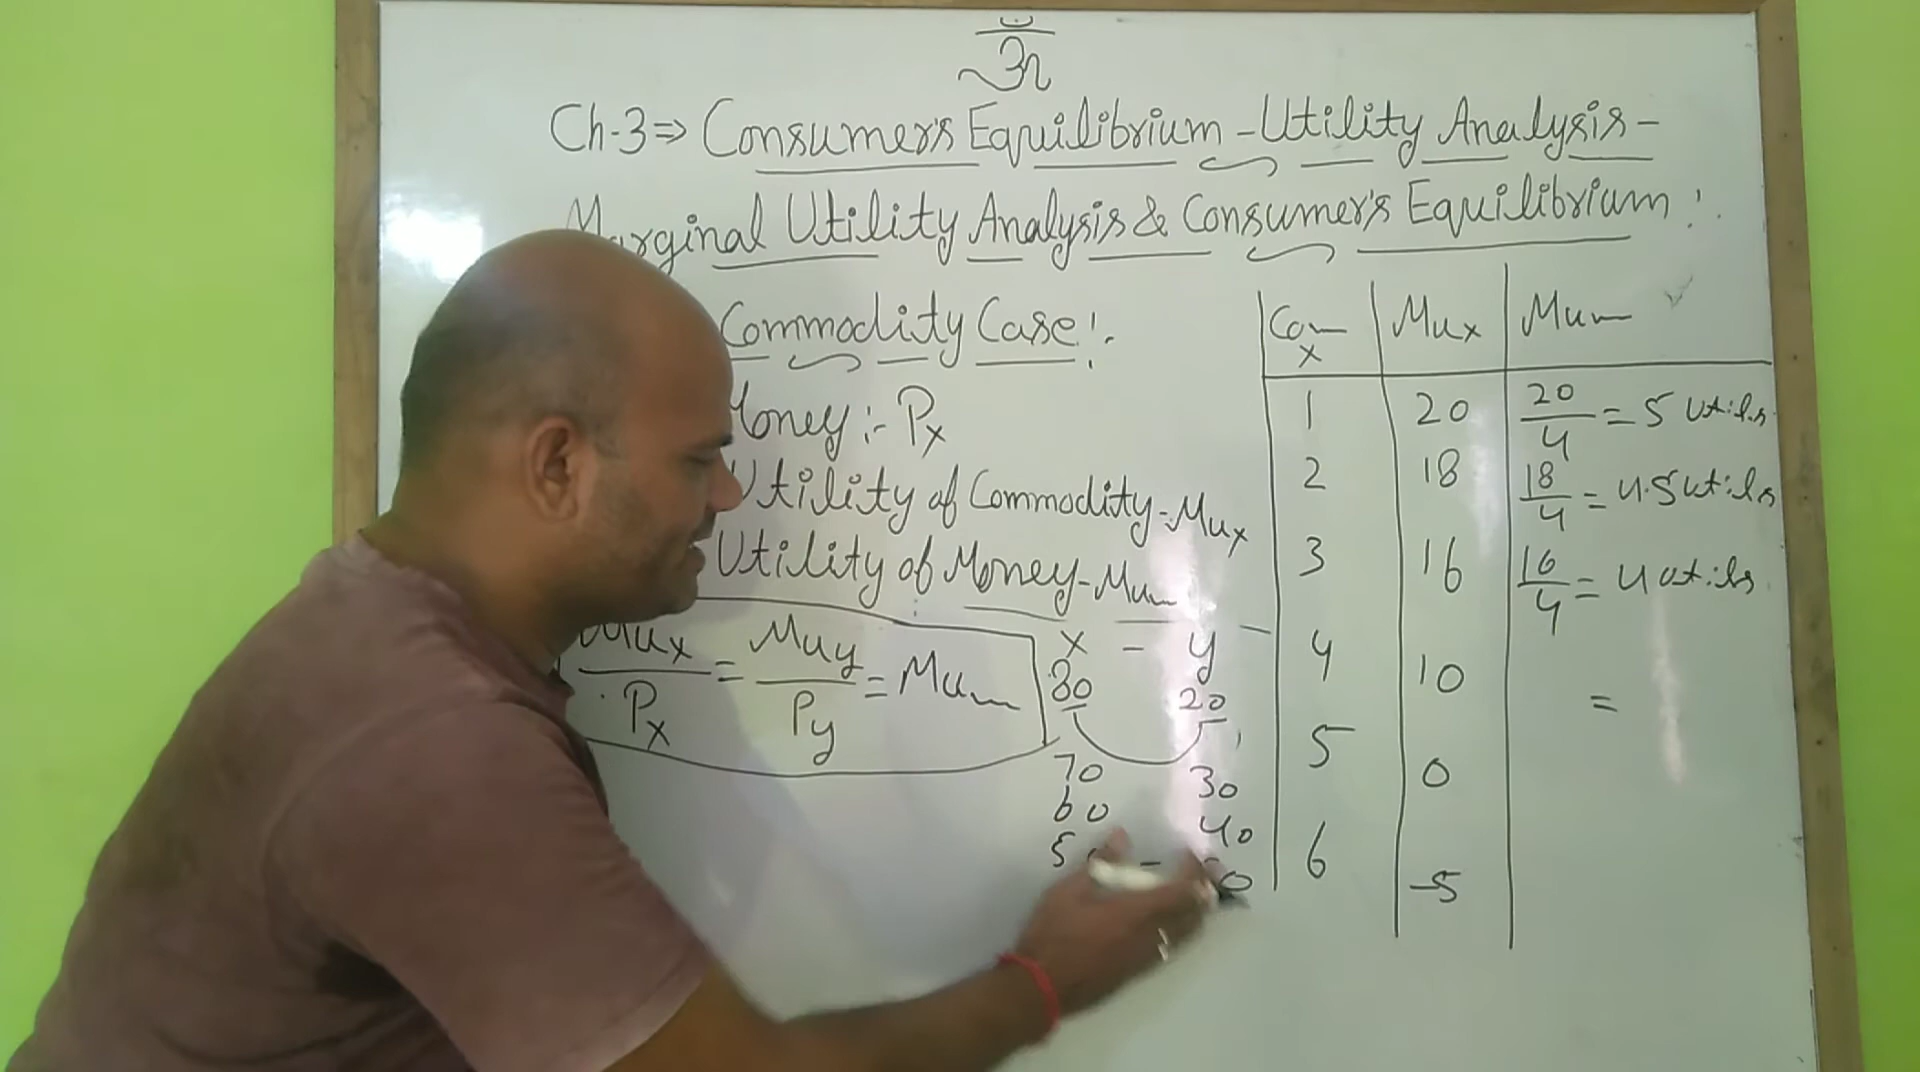 ॐ
Ch-3⇒ Consumer's Equilibrium - Utility Analysis -
Marginal Utility Analysis & Consumer's Equilibrium :-
Commodity Case :-
Money :- Px
Utility of Commodity - Mux
Utility of Money - Mum
Mux/Px = Muy/Py = Mum
x - y
80 20
70 30
60 40
Com x | Mux | Mum
1 | 20 | 20/4 = 5 utils
2 | 18 | 18/4 = 4.5 utils
3 | 16 | 16/4 = 4 utils
4 | 10 | =
5 | 0
6 | -5